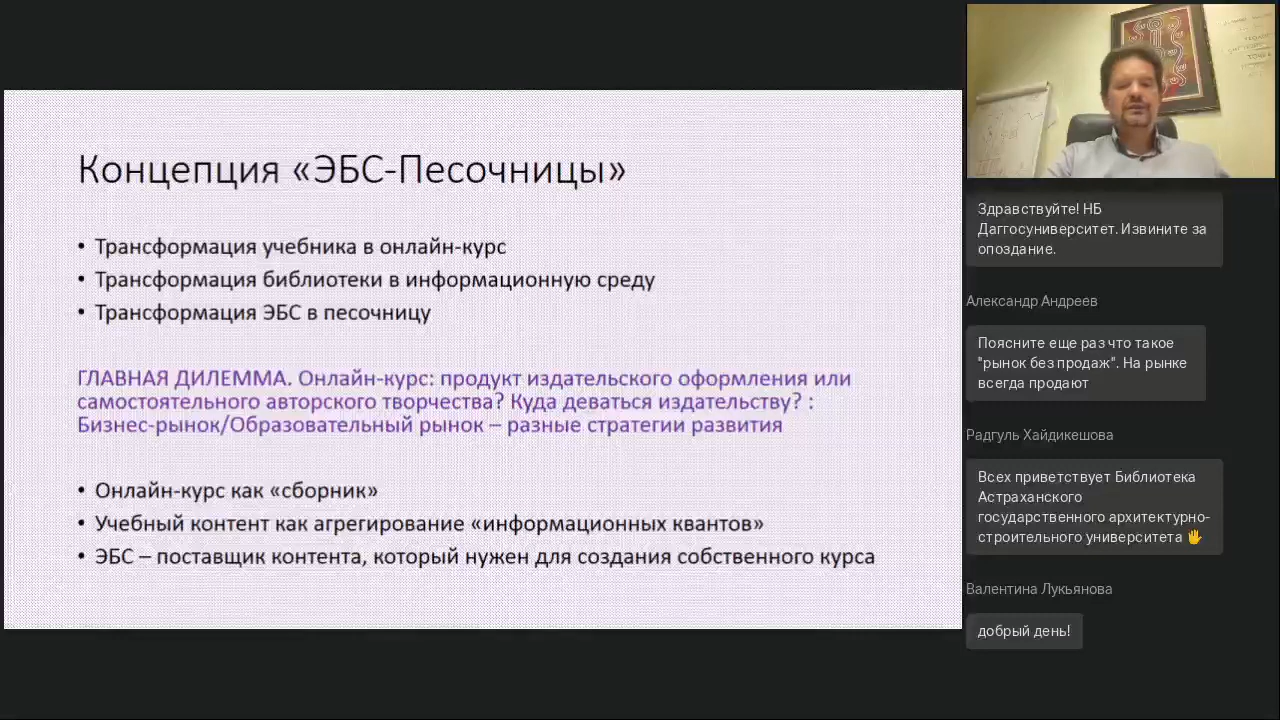 Концепция «ЭБС-Песочницы»
• Трансформация учебника в онлайн-курс
• Трансформация библиотеки в информационную среду
• Трансформация ЭБС в песочницу
ГЛАВНАЯ ДИЛЕММА. Онлайн-курс: продукт издательского оформления или
самостоятельного авторского творчества? Куда деваться издательству? :
Бизнес-рынок/Образовательный рынок – разные стратегии развития
• Онлайн-курс как «сборник»
• Учебный контент как агрегирование «информационных квантов»
• ЭБС – поставщик контента, который нужен для создания собственного курса
Здравствуйте! НБ
Даггосуниверситет. Извините за
опоздание.
Александр Андреев
Поясните еще раз что такое
"рынок без продаж". На рынке
всегда продают
Радгуль Хайдикешова
Всех приветствует Библиотека
Астраханского
государственного архитектурно-
строительного университета 🖐
Валентина Лукьянова
добрый день!